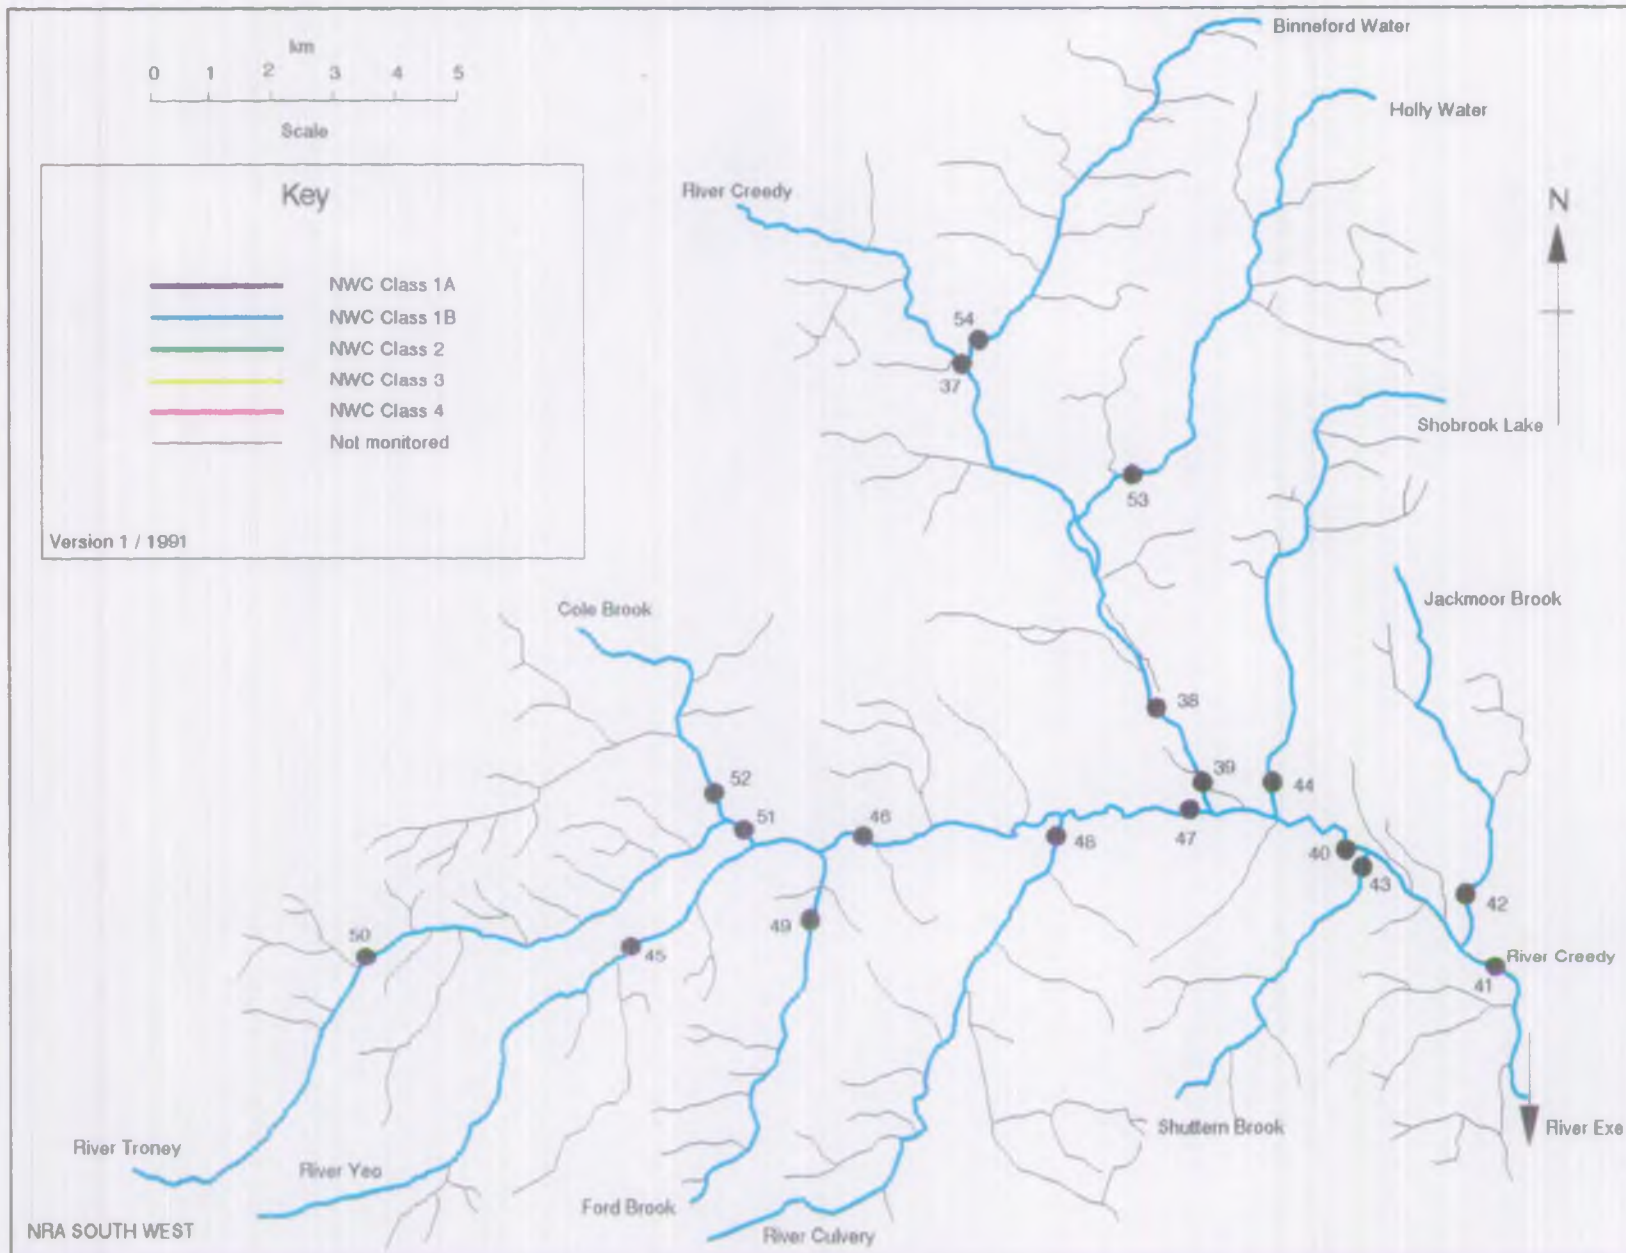 km
0 1 2 3 4 5
Scale
Key
NWC Class 1A
NWC Class 1B
NWC Class 2
NWC Class 3
NWC Class 4
Not monitored
Version 1 / 1991
Binneford Water
Holly Water
River Creedy
N
54
37
Shobrook Lake
53
Cole Brook
Jackmoor Brook
38
52
39
44
51
46
48
47
40
43
42
50
49
45
River Creedy
41
River Troney
River Yeo
Shuttern Brook
River Exe
Ford Brook
River Culvery
NRA SOUTH WEST